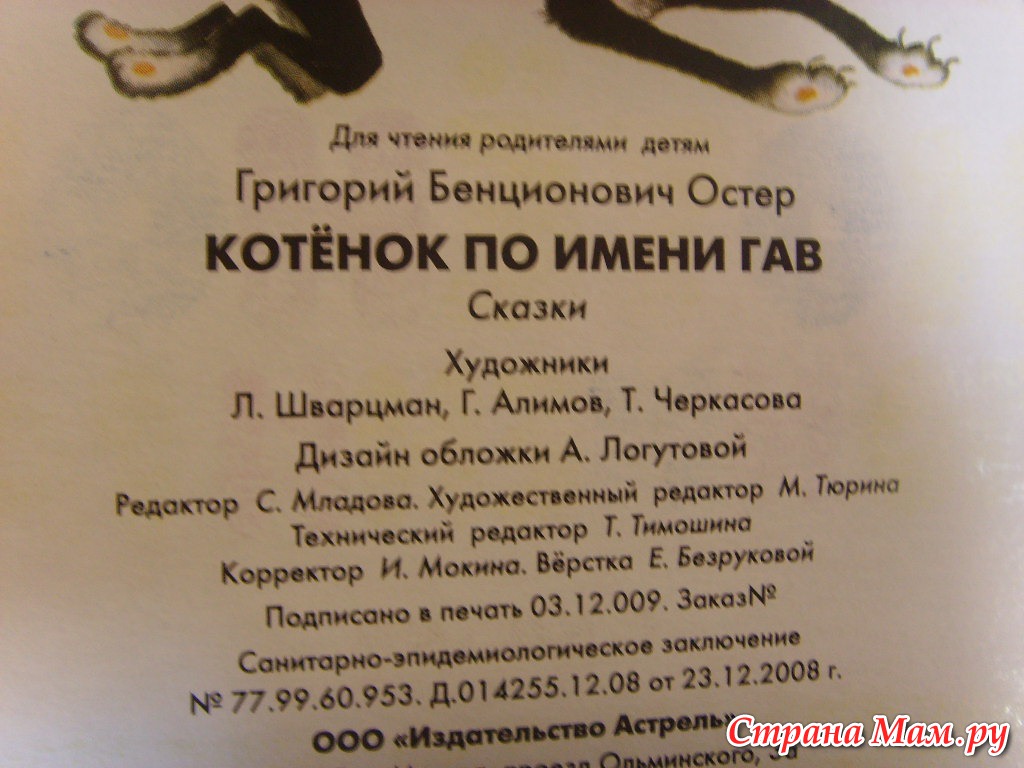 Для чтения родителями детям
Григорий Бенционович Остер
КОТЁНОК ПО ИМЕНИ ГАВ
Сказки
Художники
Л. Шварцман, Г. Алимов, Т. Черкасова
Дизайн обложки А. Логутовой
Редактор С. Младова. Художественный редактор М. Тюрина
Технический редактор Т. Тимошина
Корректор И. Мокина. Вёрстка Е. Безруковой
Подписано в печать 03.12.009. Заказ№
Санитарно-эпидемиологическое заключение
№ 77.99.60.953. Д.014255.12.08 от 23.12.2008 г.
ООО «Издательство Астрель»
проезд Ольминского,
Страна Мам.ру